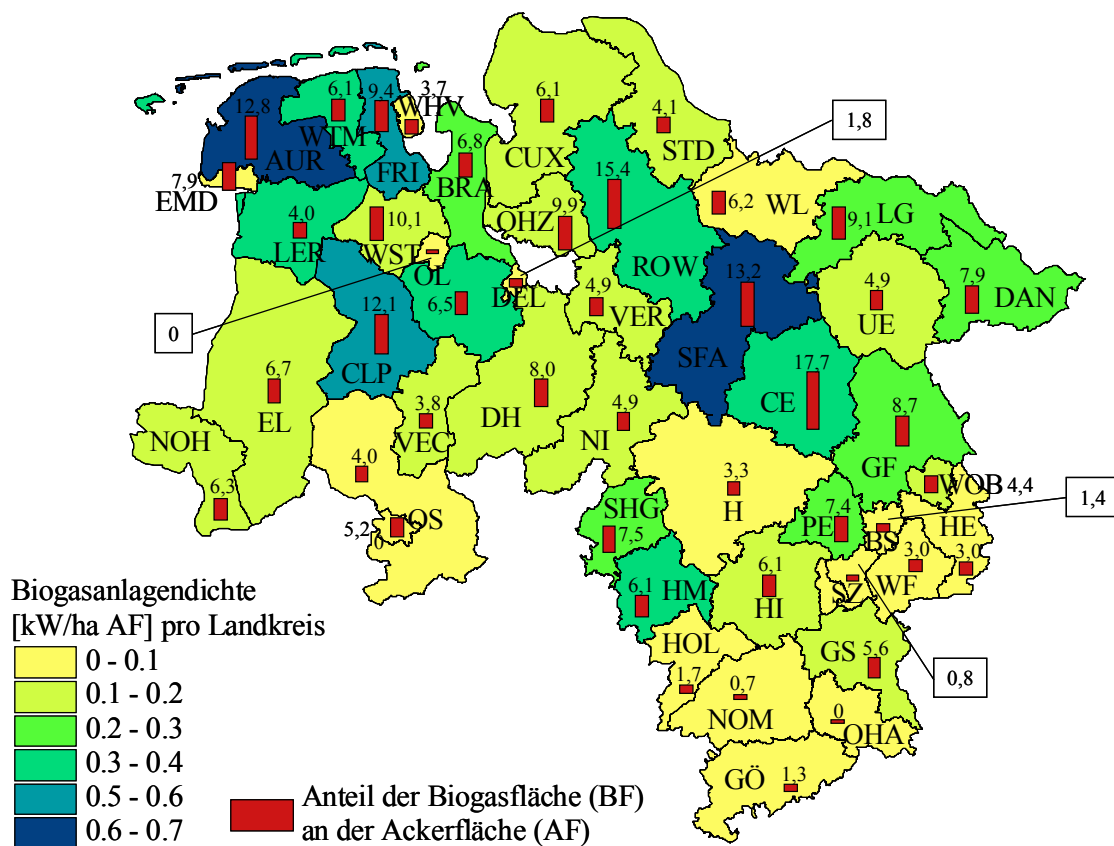 3,7
6,1
9,4
WHV
6,1
12,8
4,1
1,8
WTM
STD
AUR
6,8
CUX
FRI
BRA
15,4
7,9
EMD
6,2
WL
10,1
9,9
9,1
LG
4,0
OHZ
LER
WST
OL
ROW
13,2
DEL
4,9
4,9
7,9
DAN
6,5
12,1
VER
UE
0
SFA
6,7
CLP
8,0
17,7
EL
3,8
DH
4,9
CE
8,7
NOH
VEC
NI
4,0
3,3
GF
6,3
WOB 4,4
H
1,4
5,2
OS
SHG
7,4
PE
HE
0
7,5
BS
3,0
3,0
Biogasanlagendichte
6,1
HM
6,1
SZ
WF
[kW/ha AF] pro Landkreis
HI
0 - 0.1
HOL
GS
5,6
0.1 - 0.2
1,7
0,7
0,8
0.2 - 0.3
NOM
0
OHA
0.3 - 0.4
GÖ
1,3
0.5 - 0.6
Anteil der Biogasfläche (BF)
0.6 - 0.7
an der Ackerfläche (AF)